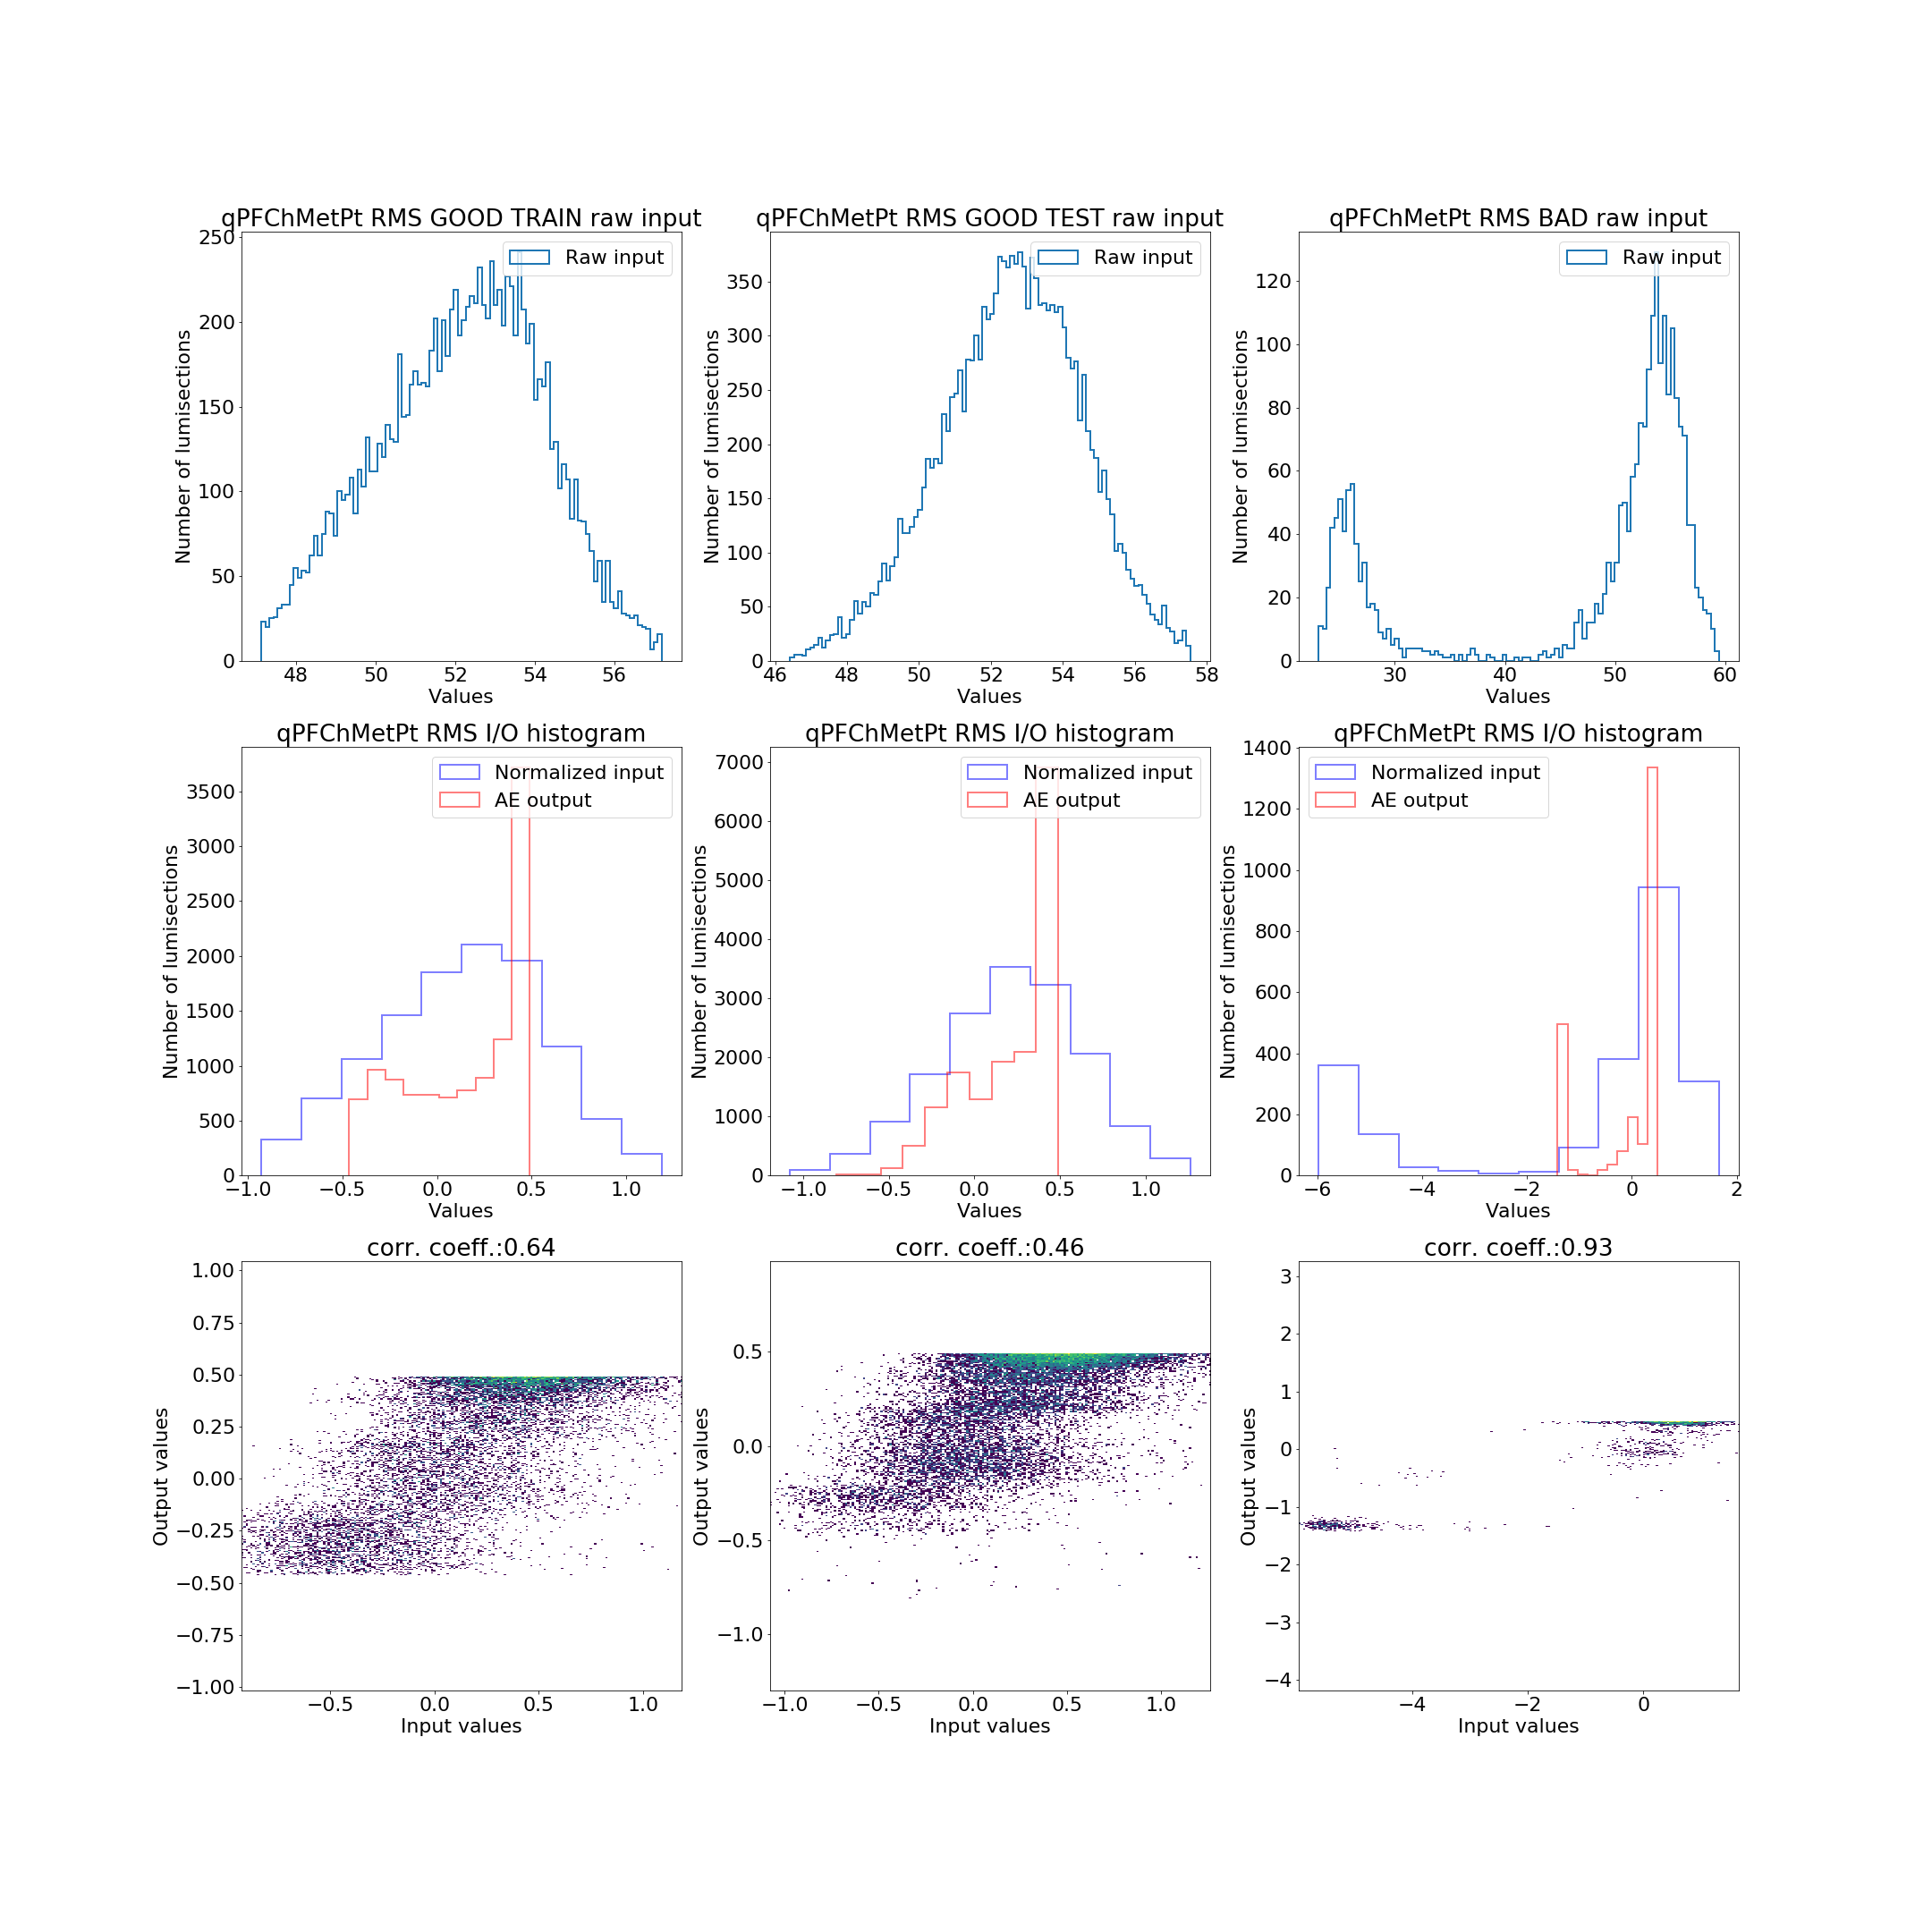 qPFChMetPt RMS GOOD TRAIN raw input
Raw input
Number of lumisections
250
200
150
100
50
0
48 50 52 54 56
Values
qPFChMetPt RMS GOOD TEST raw input
Raw input
Number of lumisections
350
300
250
200
150
100
50
0
46 48 50 52 54 56 58
Values
qPFChMetPt RMS BAD raw input
Raw input
Number of lumisections
120
100
80
60
40
20
0
30 40 50 60
Values
qPFChMetPt RMS I/O histogram
Normalized input
AE output
Number of lumisections
3500
3000
2500
2000
1500
1000
500
0
−1.0 −0.5 0.0 0.5 1.0
Values
qPFChMetPt RMS I/O histogram
Normalized input
AE output
Number of lumisections
7000
6000
5000
4000
3000
2000
1000
0
−1.0 −0.5 0.0 0.5 1.0
Values
qPFChMetPt RMS I/O histogram
Normalized input
AE output
Number of lumisections
1400
1200
1000
800
600
400
200
0
−6 −4 −2 0 2
Values
corr. coeff.:0.64
Output values
1.00
0.75
0.50
0.25
0.00
−0.25
−0.50
−0.75
−1.00
−0.5 0.0 0.5 1.0
Input values
corr. coeff.:0.46
Output values
0.5
0.0
−0.5
−1.0
−1.0 −0.5 0.0 0.5 1.0
Input values
corr. coeff.:0.93
Output values
3
2
1
0
−1
−2
−3
−4
−4 −2 0
Input values